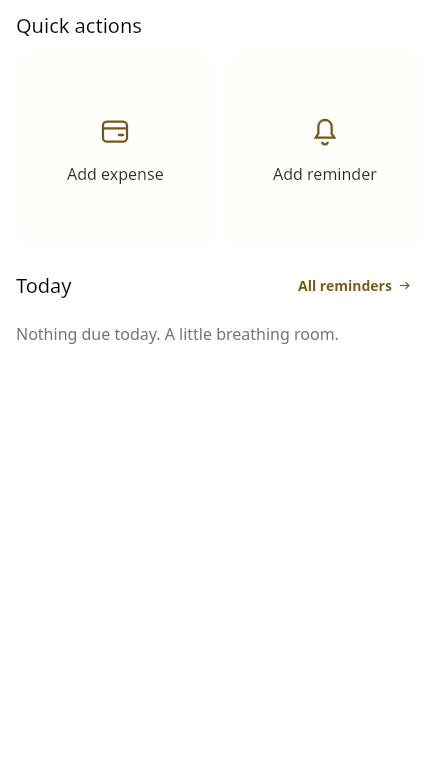 Quick actions
Add expense
Add reminder
Today
All reminders →
Nothing due today. A little breathing room.